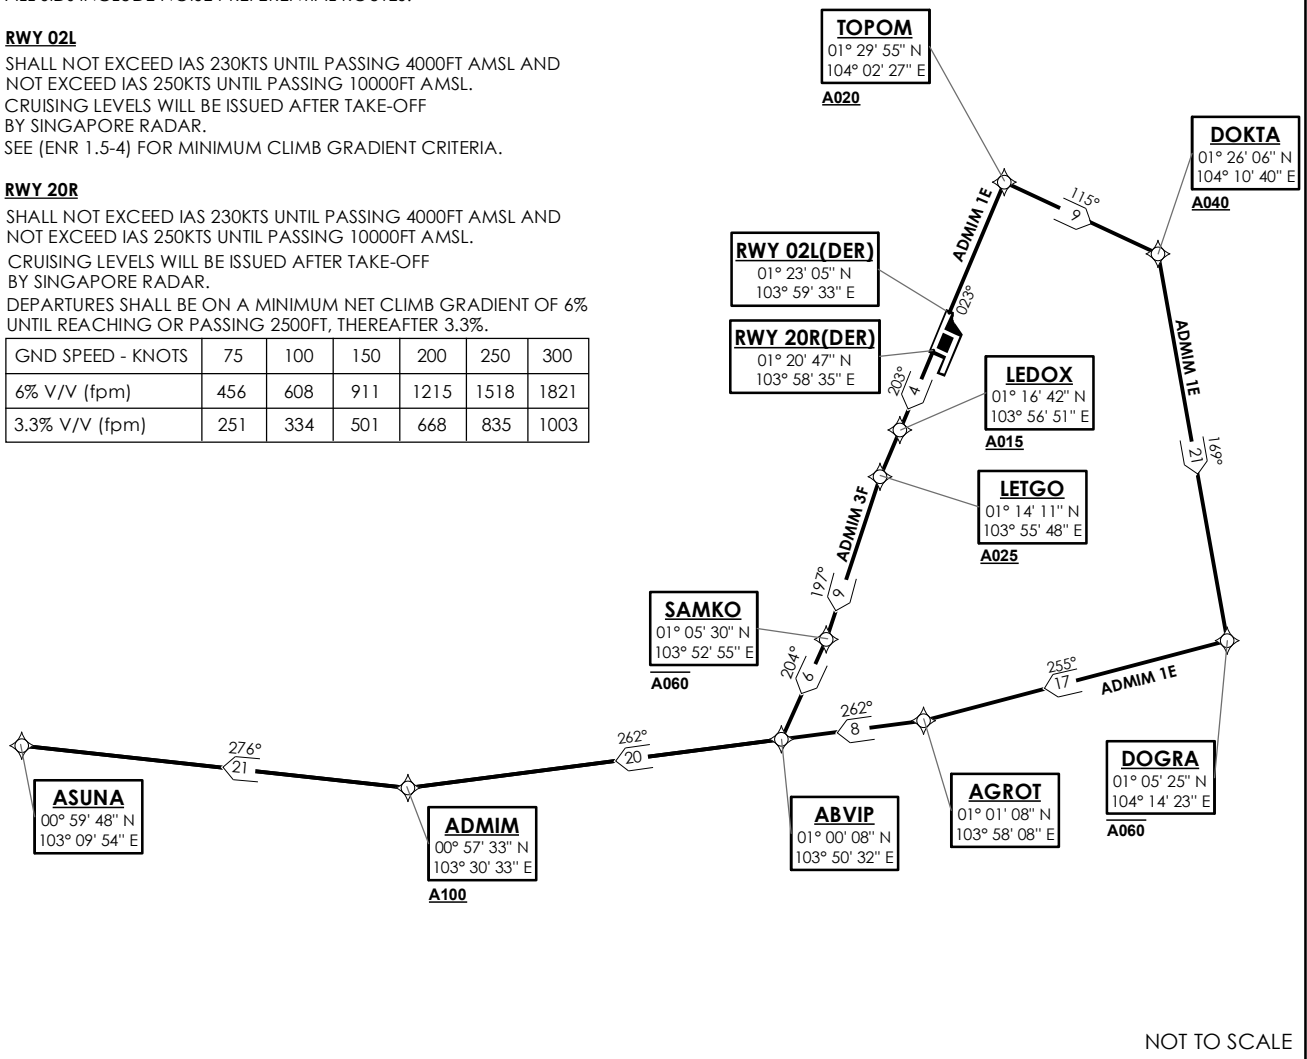 RWY 02L
SHALL NOT EXCEED IAS 230KTS UNTIL PASSING 4000FT AMSL AND
NOT EXCEED IAS 250KTS UNTIL PASSING 10000FT AMSL.
CRUISING LEVELS WILL BE ISSUED AFTER TAKE-OFF
BY SINGAPORE RADAR.
SEE (ENR 1.5-4) FOR MINIMUM CLIMB GRADIENT CRITERIA.
RWY 20R
SHALL NOT EXCEED IAS 230KTS UNTIL PASSING 4000FT AMSL AND
NOT EXCEED IAS 250KTS UNTIL PASSING 10000FT AMSL.
CRUISING LEVELS WILL BE ISSUED AFTER TAKE-OFF
BY SINGAPORE RADAR.
DEPARTURES SHALL BE ON A MINIMUM NET CLIMB GRADIENT OF 6%
UNTIL REACHING OR PASSING 2500FT, THEREAFTER 3.3%.
GND SPEED - KNOTS 75 100 150 200 250 300
6% V/V (fpm) 456 608 911 1215 1518 1821
3.3% V/V (fpm) 251 334 501 668 835 1003
TOPOM
01° 29' 55" N
104° 02' 27" E
A020
DOKTA
01° 26' 06" N
104° 10' 40" E
A040
115°
9
ADMIM 1E
RWY 02L(DER)
01° 23' 05" N
103° 59' 33" E
023°
RWY 20R(DER)
01° 20' 47" N
103° 58' 35" E
203°
4
LEDOX
01° 16' 42" N
103° 56' 51" E
A015
ADMIM 1E
169°
21
LETGO
01° 14' 11" N
103° 55' 48" E
A025
ADMIM 3F
197°
9
SAMKO
01° 05' 30" N
103° 52' 55" E
A060
204°
6
255°
17
ADMIM 1E
262°
8
262°
20
276°
21
DOGRA
01° 05' 25" N
104° 14' 23" E
A060
ASUNA
00° 59' 48" N
103° 09' 54" E
ADMIM
00° 57' 33" N
103° 30' 33" E
A100
ABVIP
01° 00' 08" N
103° 50' 32" E
AGROT
01° 01' 08" N
103° 58' 08" E
NOT TO SCALE